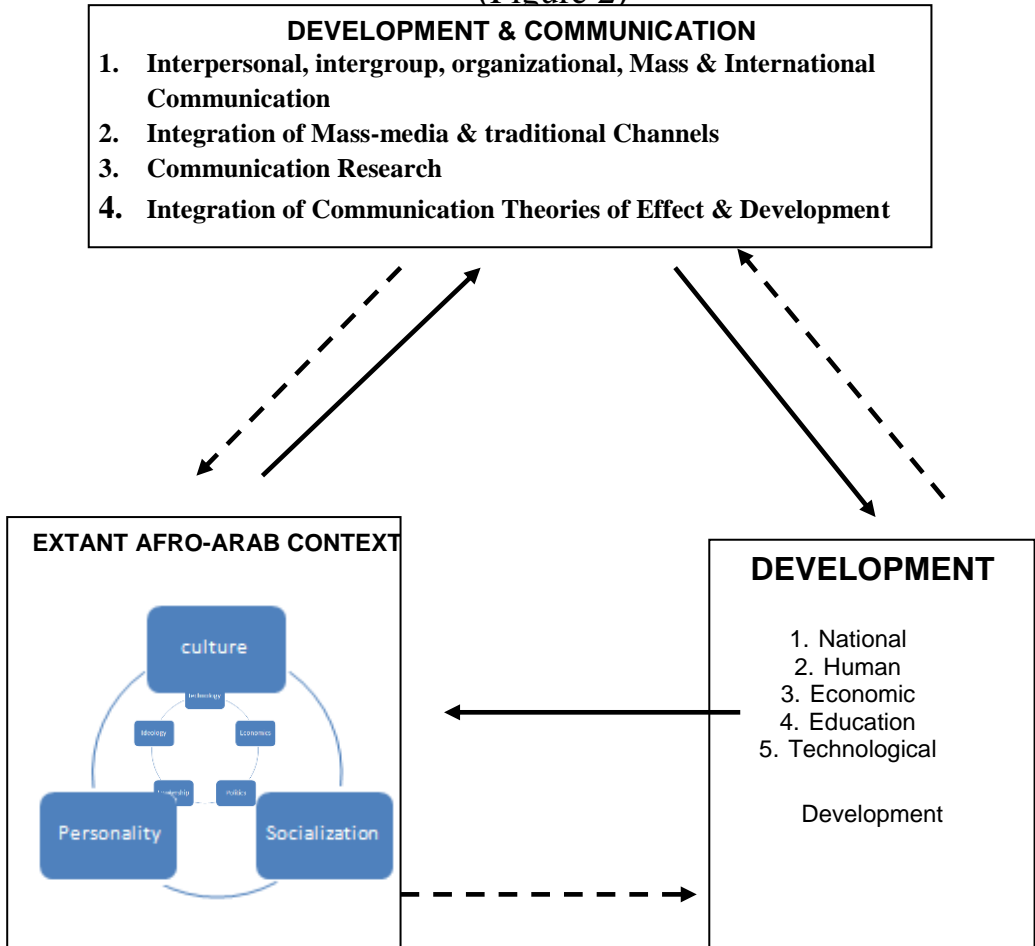 (Figure 2)
DEVELOPMENT & COMMUNICATION
1. Interpersonal, intergroup, organizational, Mass & International
Communication
2. Integration of Mass-media & traditional Channels
3. Communication Research
4. Integration of Communication Theories of Effect & Development
EXTANT AFRO-ARAB CONTEXT
culture
Technology
Ideology
Economics
Politics
Personality
Socialization
DEVELOPMENT
1. National
2. Human
3. Economic
4. Education
5. Technological
Development